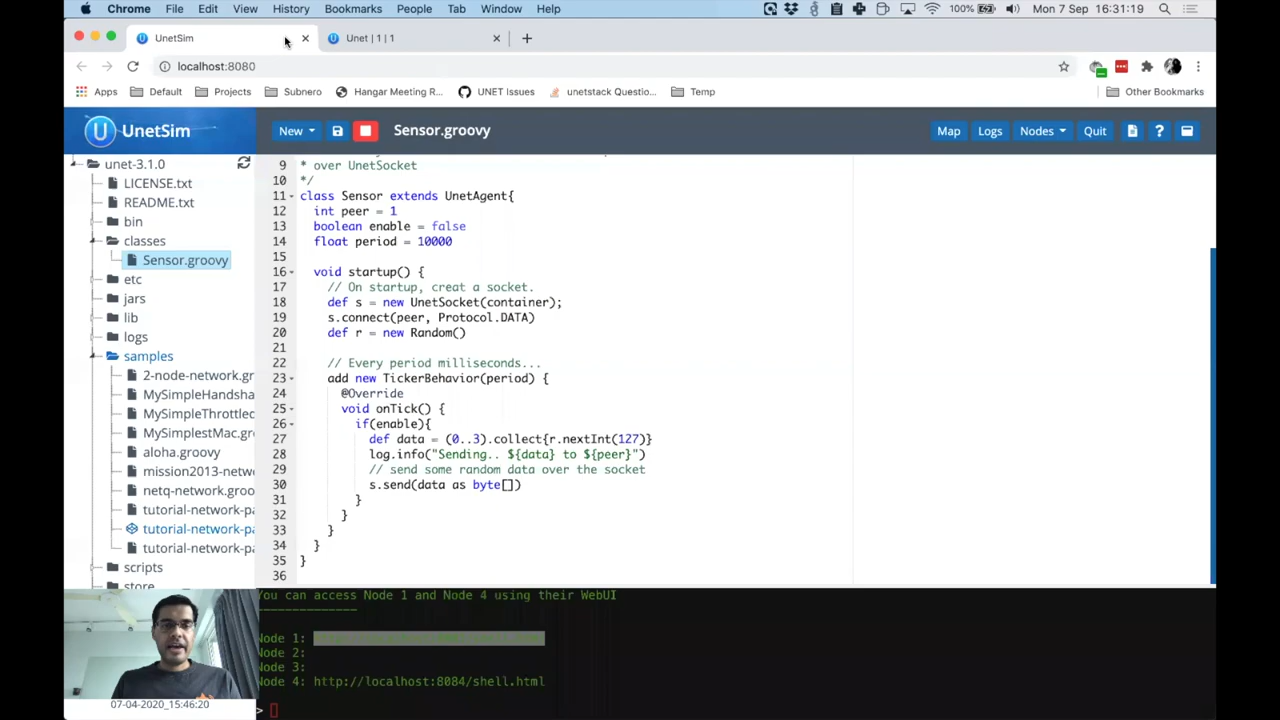 Chrome File Edit View History Bookmarks People Tab Window Help 100% Mon 7 Sep 16:31:19
UnetSim Unet | 1 | 1
localhost:8080
Apps Default Projects Subnero Hangar Meeting R... UNET Issues unetstack Questio... Temp Other Bookmarks
UnetSim New Sensor.groovy Map Logs Nodes Quit ?
unet-3.1.0
LICENSE.txt
README.txt
bin
classes
Sensor.groovy
etc
jars
lib
logs
samples
2-node-network.gr
MySimpleHandsha
MySimpleThrottled
MySimplestMac.gr
aloha.groovy
mission2013-netw
netq-network.groo
tutorial-network-pa
tutorial-network-pa
tutorial-network-pa
scripts
store
9 * over UnetSocket
10 */
11 class Sensor extends UnetAgent{
12 int peer = 1
13 boolean enable = false
14 float period = 10000
15
16 void startup() {
17 // On startup, creat a socket.
18 def s = new UnetSocket(container);
19 s.connect(peer, Protocol.DATA)
20 def r = new Random()
21
22 // Every period milliseconds...
23 add new TickerBehavior(period) {
24 @Override
25 void onTick() {
26 if(enable){
27 def data = (0..3).collect{r.nextInt(127)}
28 log.info("Sending.. ${data} to ${peer}")
29 // send some random data over the socket
30 s.send(data as byte[])
31 }
32 }
33 }
34 }
35 }
36
You can access Node 1 and Node 4 using their WebUI
--------------
Node 1:
Node 2:
Node 3:
Node 4: http://localhost:8084/shell.html
>
07-04-2020_15:46:20